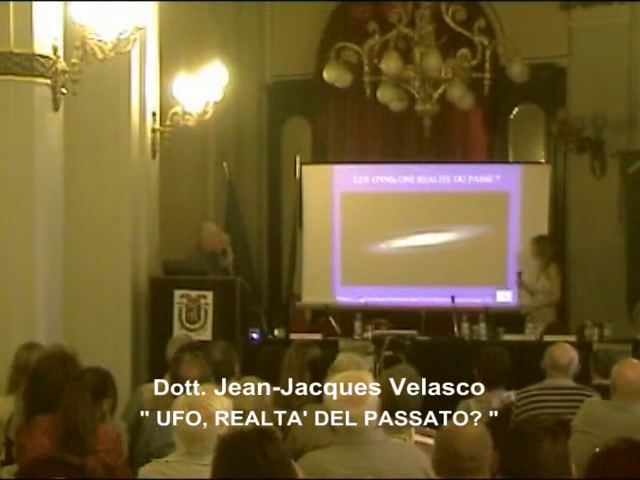 LES OVNIs UNE REALITE DU PASSE "
Dott. Jean-Jacques Velasco
" UFO, REALTA' DEL PASSATO? "